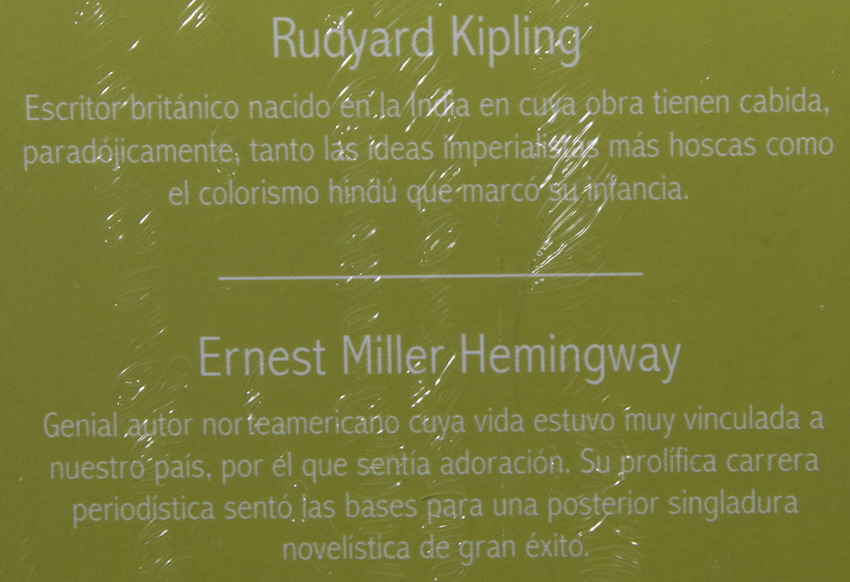 Rudyard Kipling
Escritor británico nacido en la India en cuya obra tienen cabida,
paradójicamente, tanto las ideas imperialistas más hoscas como
el colorismo hindú que marcó su infancia.
Ernest Miller Hemingway
Genial autor norteamericano cuya vida estuvo muy vinculada a
nuestro país, por él que sentía adoración. Su prolífica carrera
periodística sentó las bases para una posterior singladura
novelística de gran éxito.